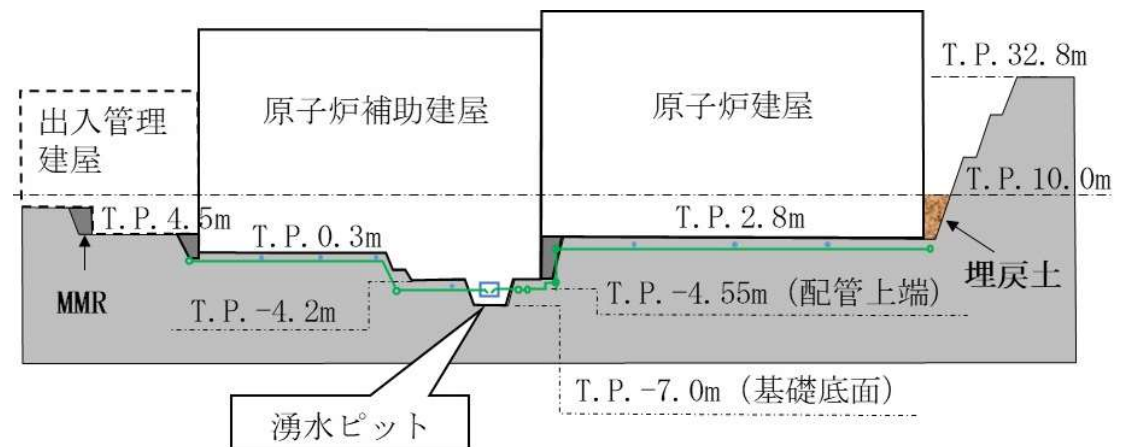 T.P.32.8m
原子炉補助建屋
原子炉建屋
出入管理
建屋
T.P.10.0m
T.P.4.5m
T.P.0.3m
T.P.2.8m
MMR
埋戻土
T.P.-4.2m
T.P.-4.55m (配管上端)
T.P.-7.0m (基礎底面)
湧水ピット